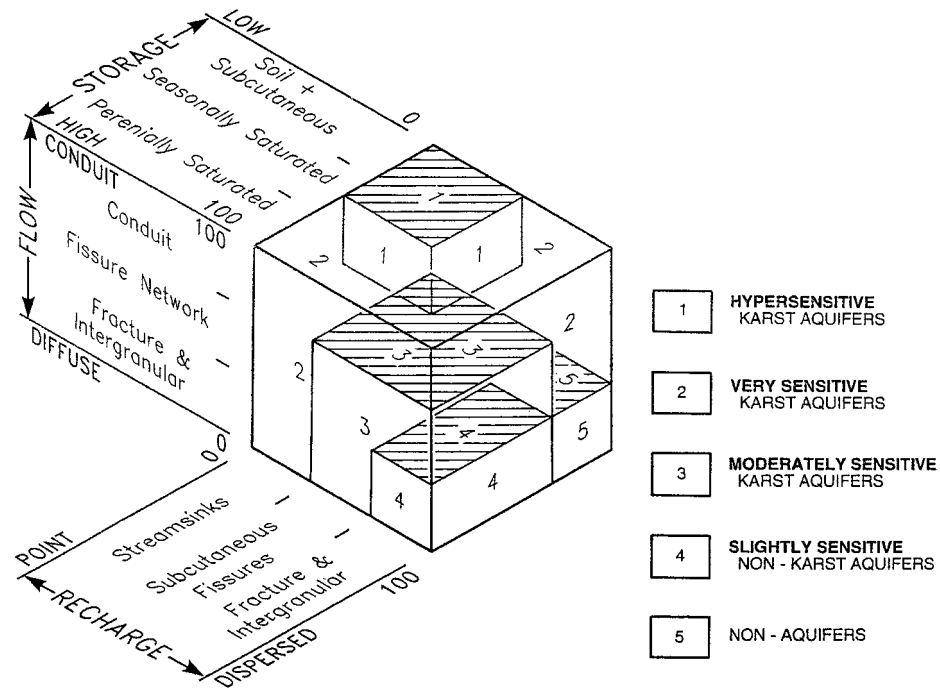 STORAGE
LOW
Soil +
Subcutaneous
Seasonally Saturated
Perenially Saturated
HIGH
0
100
FLOW
CONDUIT
100
Conduit
Fissure Network
Fracture &
Intergranular
DIFFUSE
0
RECHARGE
POINT
0
Streamsinks
Subcutaneous
Fissures
Fracture &
Intergranular
DISPERSED
100
1
1
1
2
2
2
2
3
3
3
4
4
4
5
5
1
HYPERSENSITIVE
KARST AQUIFERS
2
VERY SENSITIVE
KARST AQUIFERS
3
MODERATELY SENSITIVE
KARST AQUIFERS
4
SLIGHTLY SENSITIVE
NON - KARST AQUIFERS
5
NON - AQUIFERS